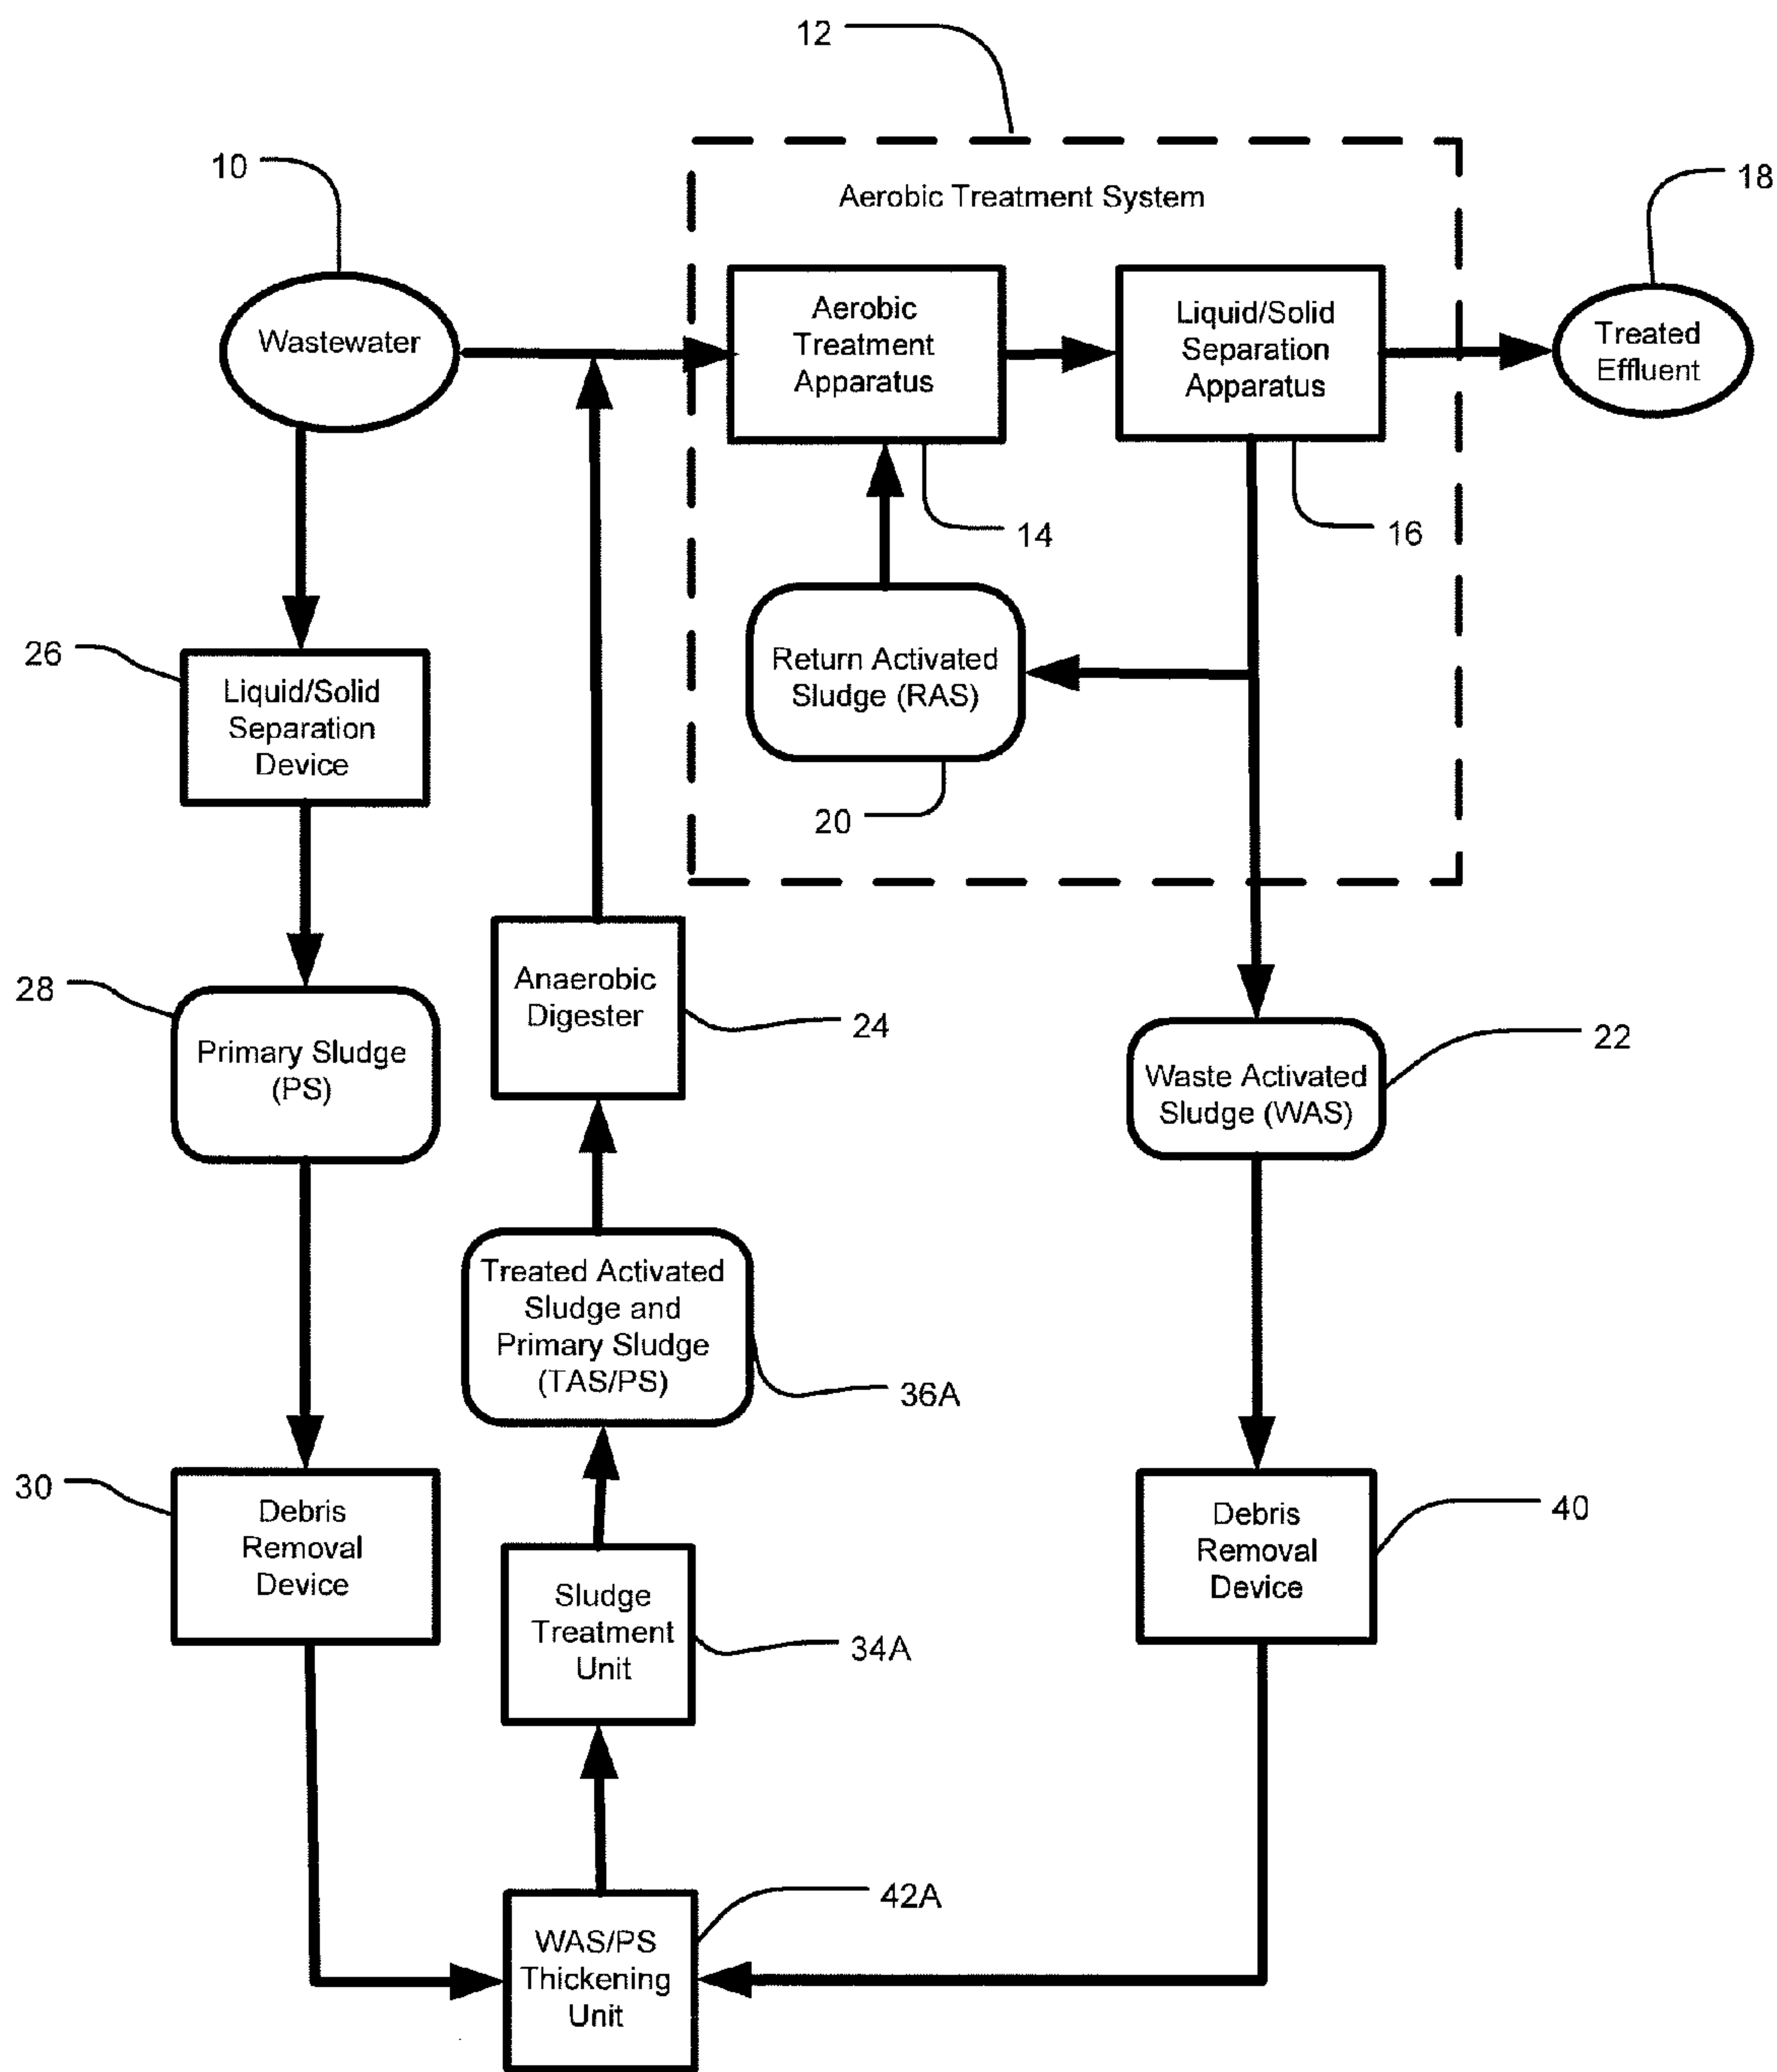 12
10
18
Aerobic Treatment System
Wastewater
Aerobic
Treatment
Apparatus
Liquid/Solid
Separation
Apparatus
Treated
Effluent
14
16
26
Liquid/Solid
Separation
Device
Return Activated
Sludge (RAS)
20
28
Primary Sludge
(PS)
Anaerobic
Digester
24
22
Waste Activated
Sludge (WAS)
Treated Activated
Sludge and
Primary Sludge
(TAS/PS)
36A
30
Debris
Removal
Device
Debris
Removal
Device
40
Sludge
Treatment
Unit
34A
42A
WAS/PS
Thickening
Unit